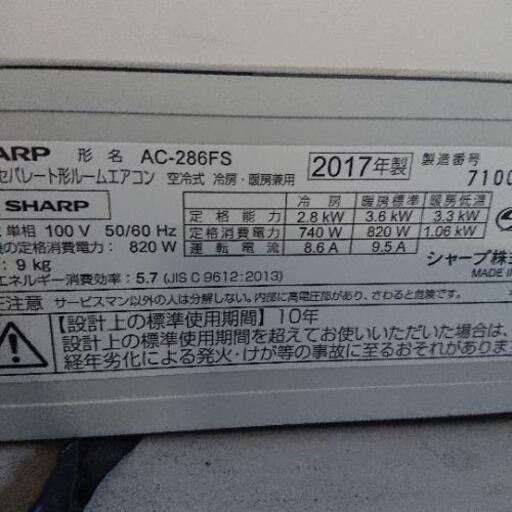 ARP 形 名 AC-286FS 2017年製 製造番号
セパレート形ルームエアコン 空冷式 冷房・暖房兼用 7100
SHARP
冷 房 暖房標準 暖房低温
定 格 能 力 2.8 kW 3.6 kW 3.3 kW
単相 100 V 50/60 Hz 定格消費電力 740 W 820 W 1.06 kW
の定格消費電力: 820 W 運 転 電 流 8.6 A 9.5 A
: 9 kg シャープ株
エネルギー消費効率: 5.7 (JIS C 9612:2013) MADE IN
注意 サービスマン以外の人は分解しない。内部に高電圧部があり、さわると危険です。
【設計上の標準使用期間】10年
設計上の標準使用期間を超えてお使いいただいた場合は、
経年劣化による発火・けが等の事故に至るおそれがありま